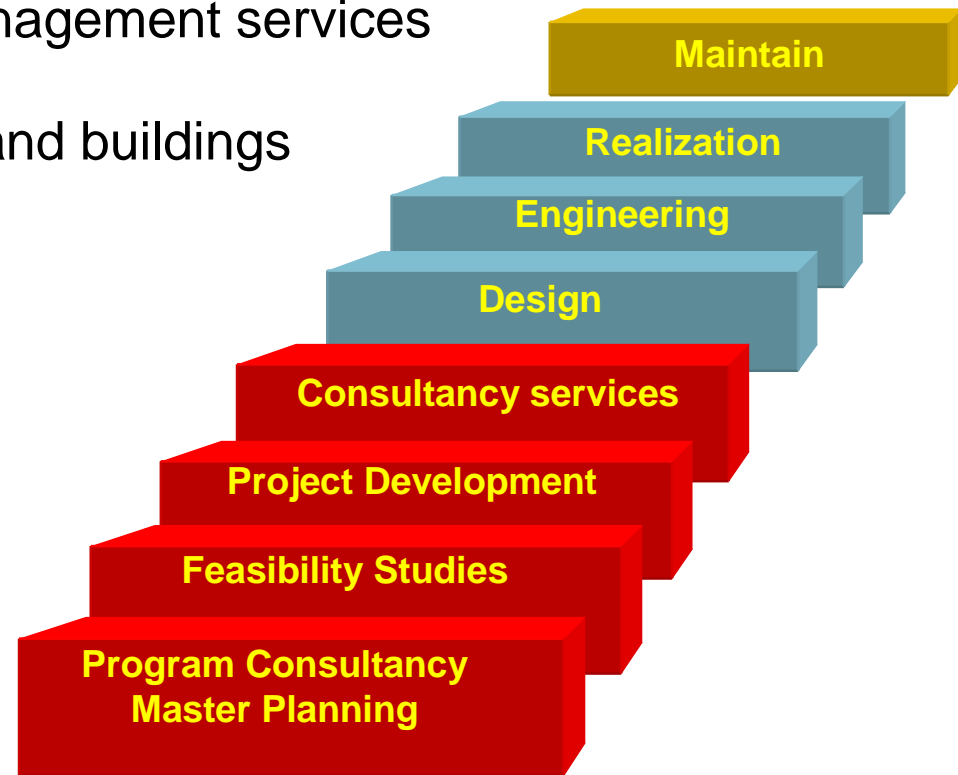 nagement services
and buildings
Maintain
Realization
Engineering
Design
Consultancy services
Project Development
Feasibility Studies
Program Consultancy
Master Planning